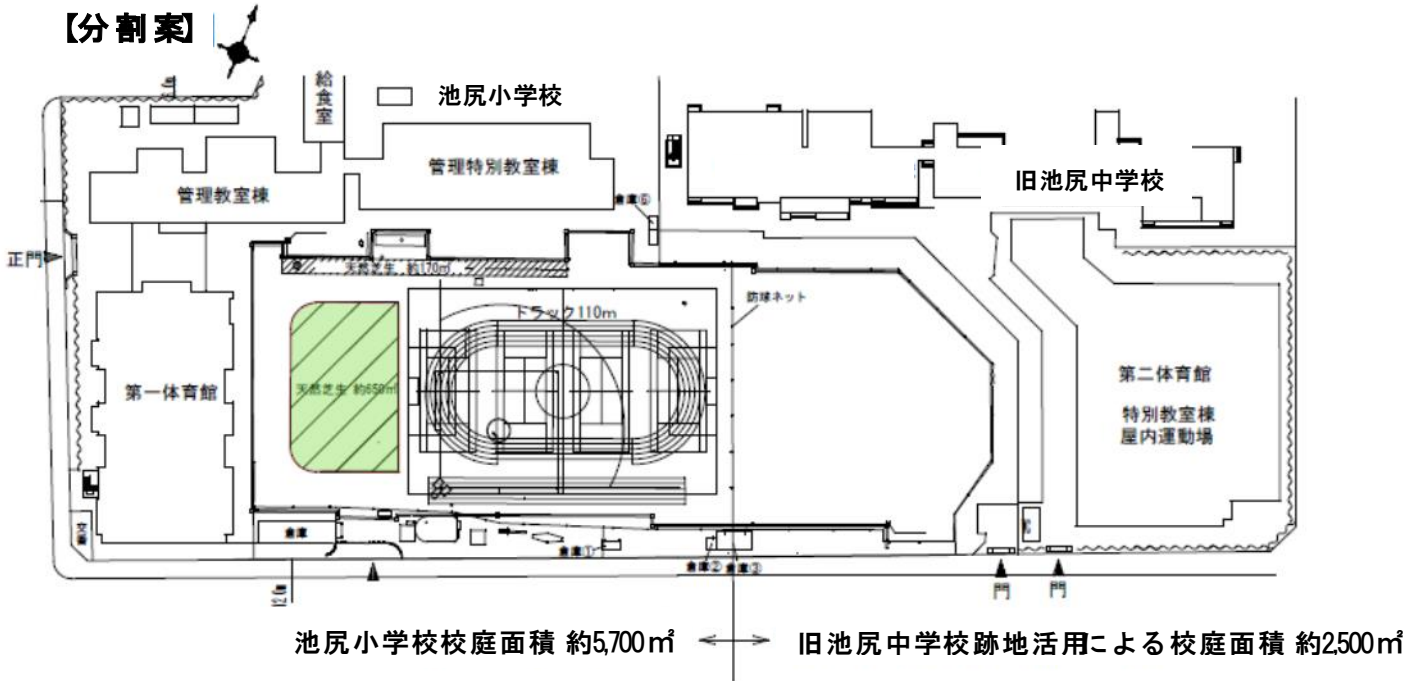 【分割案】
給食室
池尻小学校
管理特別教室棟
管理教室棟
旧池尻中学校
倉庫⑥
正門
天然芝生 約170㎡
防球ネット
トラック110m
第一体育館
天然芝生 約650㎡
第二体育館
特別教室棟
屋内運動場
倉庫
倉庫①
倉庫②
倉庫③
12.0m
門
門
池尻小学校校庭面積 約5,700㎡
旧池尻中学校跡地活用による校庭面積 約2,500㎡